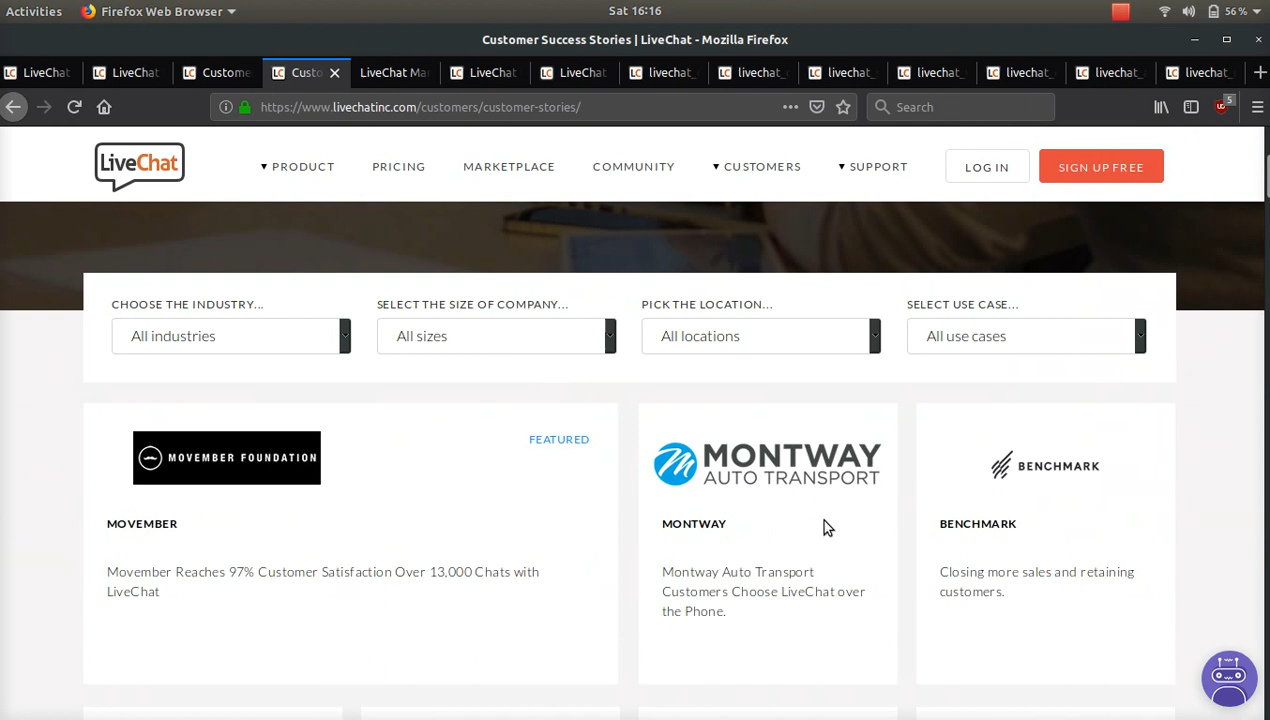 Activities Firefox Web Browser Sat 16:16 56 %
Customer Success Stories | LiveChat - Mozilla Firefox
LiveChat LiveChat Custome Custo LiveChat Ma LiveChat LiveChat livechat_ livechat_ livechat_ livechat_ livechat_ livechat_ livechat_
https://www.livechatinc.com/customers/customer-stories/ Search 5
LiveChat PRODUCT PRICING MARKETPLACE COMMUNITY CUSTOMERS SUPPORT LOG IN SIGN UP FREE
CHOOSE THE INDUSTRY... SELECT THE SIZE OF COMPANY... PICK THE LOCATION... SELECT USE CASE...
All industries All sizes All locations All use cases
FEATURED
MOVEMBER FOUNDATION
MOVEMBER
Movember Reaches 97% Customer Satisfaction Over 13,000 Chats with
LiveChat
MONTWAY
AUTO TRANSPORT
MONTWAY
Montway Auto Transport
Customers Choose LiveChat over
the Phone.
BENCHMARK
BENCHMARK
Closing more sales and retaining
customers.